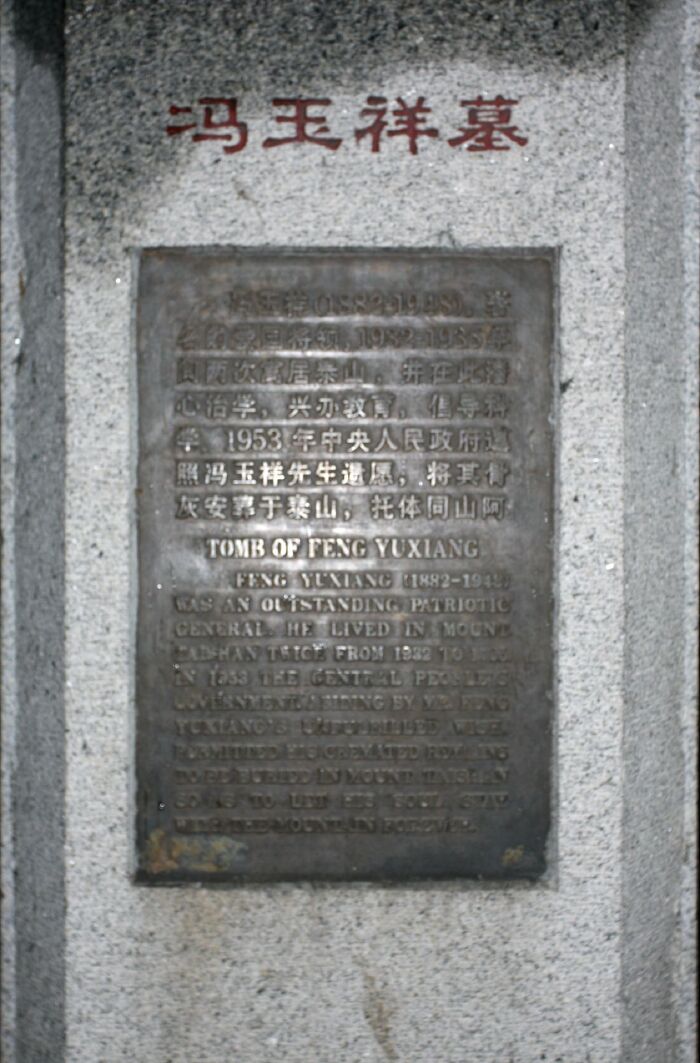 冯玉祥墓
冯玉祥(1882-1948),著
名的爱国将领,1932-1935年
间两次寓居泰山,并在此潜
心治学,兴办教育,倡导科
学。1953年中央人民政府遵
照冯玉祥先生遗愿,将其骨
灰安葬于泰山,托体同山阿
TOMB OF FENG YUXIANG
FENG YUXIANG (1882-1948)
WAS AN OUTSTANDING PATRIOTIC
GENERAL. HE LIVED IN MOUNT
TAISHAN TWICE FROM 1932 TO
IN 1953 THE CENTRAL PEOPLE'S
GOVERNMENT, ABIDING BY MR. FENG
YUXIANG'S UNFULFILLED WISH,
PERMITTED HIS CREMATED REMAINS
TO BE BURIED IN MOUNT TAISHAN
SO AS TO LET HIS SOUL STAY
WITH THE MOUNTAIN FOREVER.